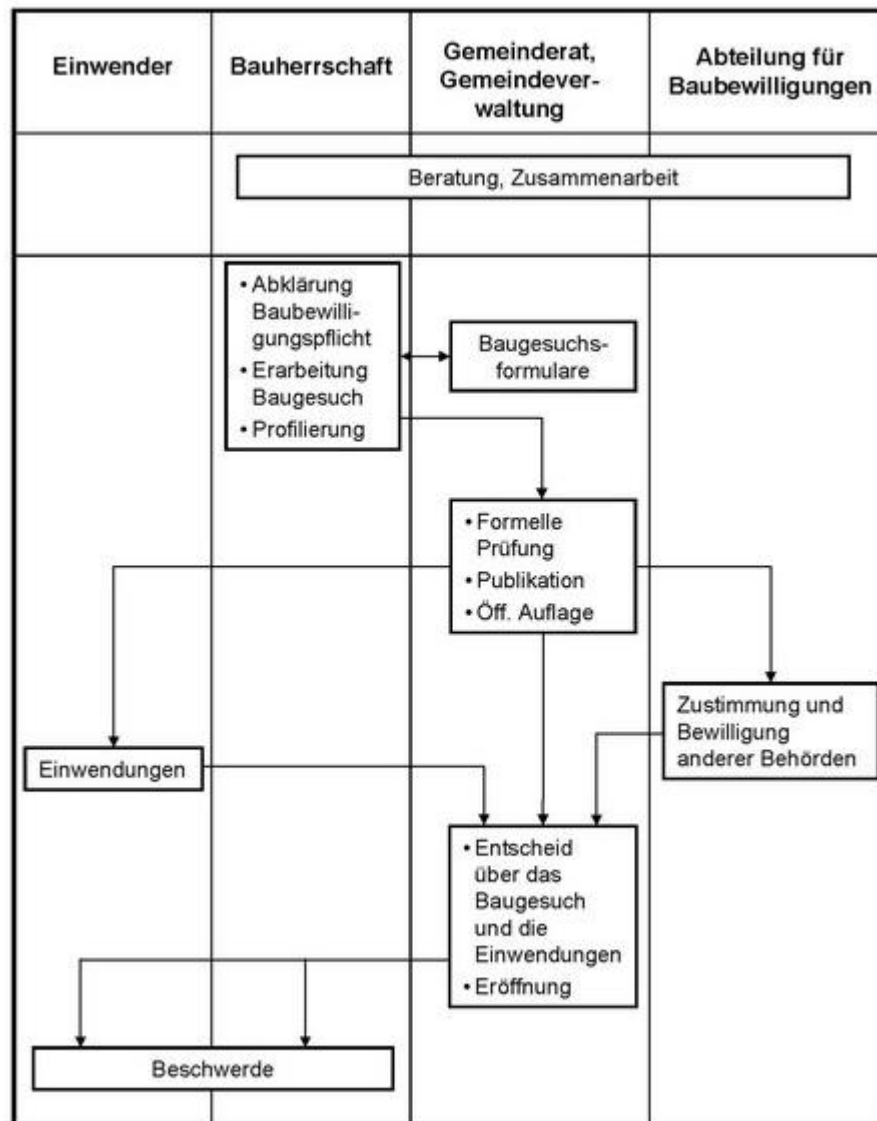 Einwender
Bauherrschaft
Gemeinderat,
Gemeindever-
waltung
Abteilung für
Baubewilligungen
Beratung, Zusammenarbeit
• Abklärung
Baubewilli-
gungspflicht
• Erarbeitung
Baugesuch
• Profilierung
Baugesuchs-
formulare
• Formelle
Prüfung
• Publikation
• Öff. Auflage
Zustimmung und
Bewilligung
anderer Behörden
Einwendungen
• Entscheid
über das
Baugesuch
und die
Einwendungen
• Eröffnung
Beschwerde